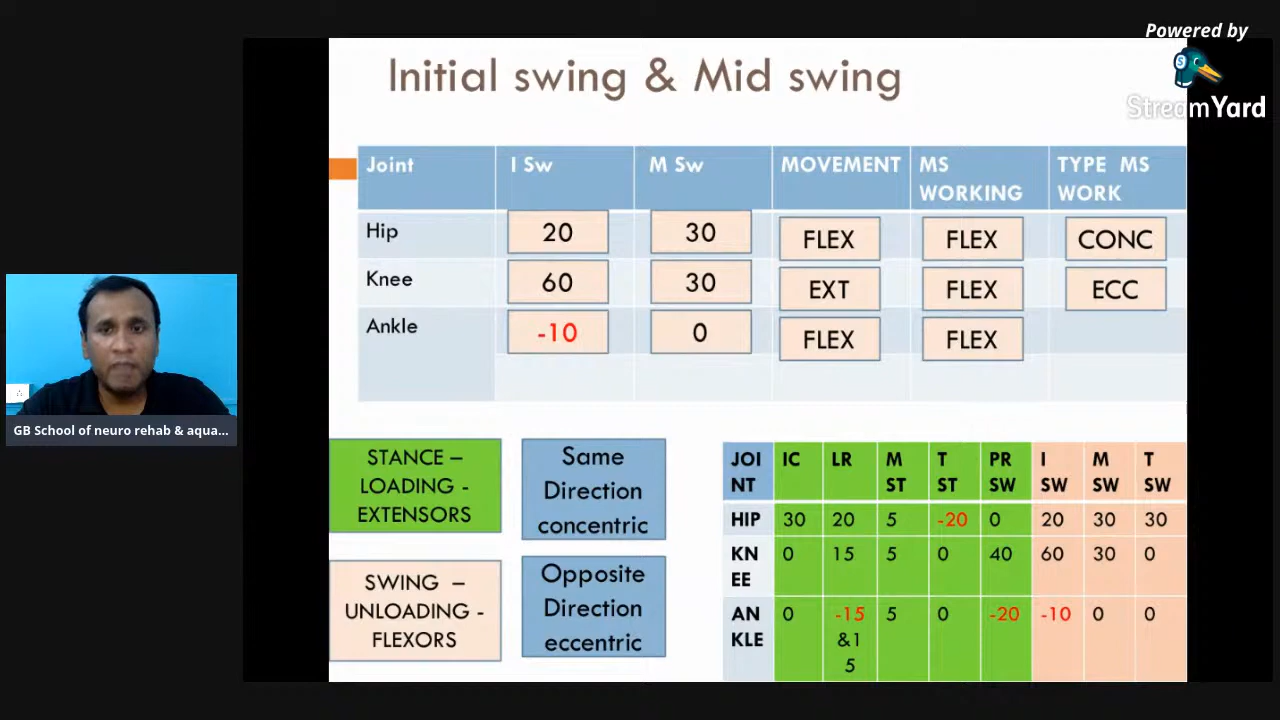 Powered by
StreamYard
Initial swing & Mid swing
Joint I Sw M Sw MOVEMENT MS WORKING TYPE MS WORK
Hip 20 30 FLEX FLEX CONC
Knee 60 30 EXT FLEX ECC
Ankle -10 0 FLEX FLEX
GB School of neuro rehab & aqua...
STANCE –
LOADING -
EXTENSORS
Same
Direction
concentric
SWING –
UNLOADING -
FLEXORS
Opposite
Direction
eccentric
JOI NT IC LR M ST T ST PR SW I SW M SW T SW
HIP 30 20 5 -20 0 20 30 30
KN EE 0 15 5 0 40 60 30 0
AN KLE 0 -15 &1 5 5 0 -20 -10 0 0